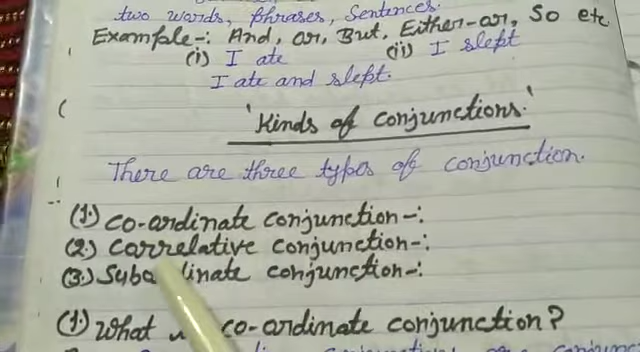 two words, phrases, Sentences.
Example-: And, or, But, Either-or, So etc.
(i) I ate (ii) I slept
I ate and slept.
'Kinds of conjunctions.'
There are three types of conjunction.
(1.) co-ordinate conjunction-:
(2.) correlative conjunction-:
(3.) Subordinate conjunction-:
(1.) What co-ordinate conjunction?